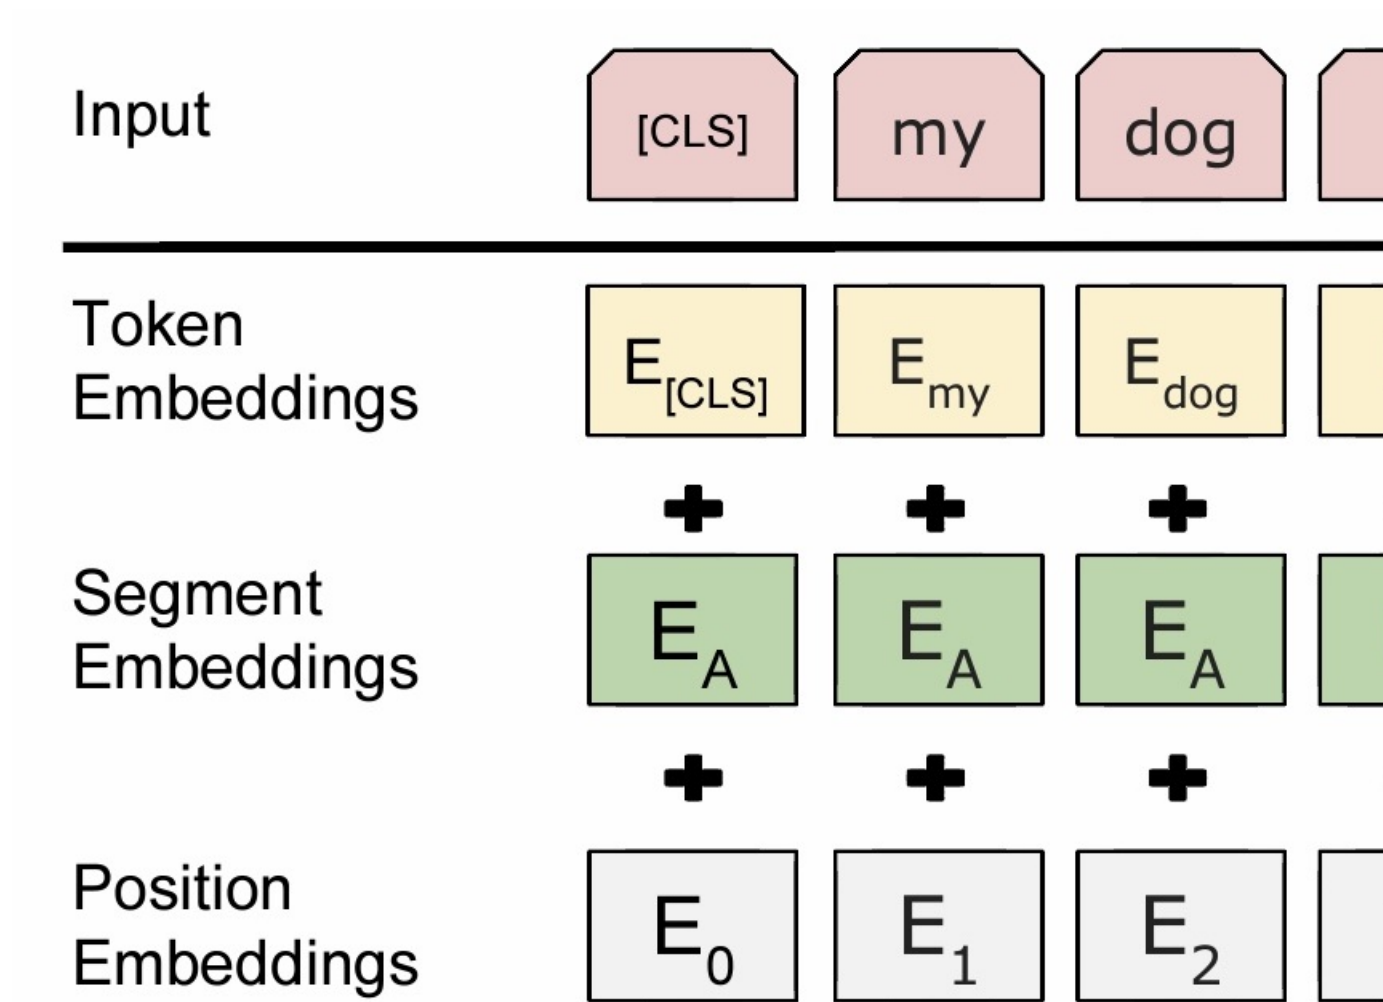 Input [CLS] my dog
Token
Embeddings E[CLS] Emy Edog
+ + +
Segment
Embeddings EA EA EA
+ + +
Position
Embeddings E0 E1 E2